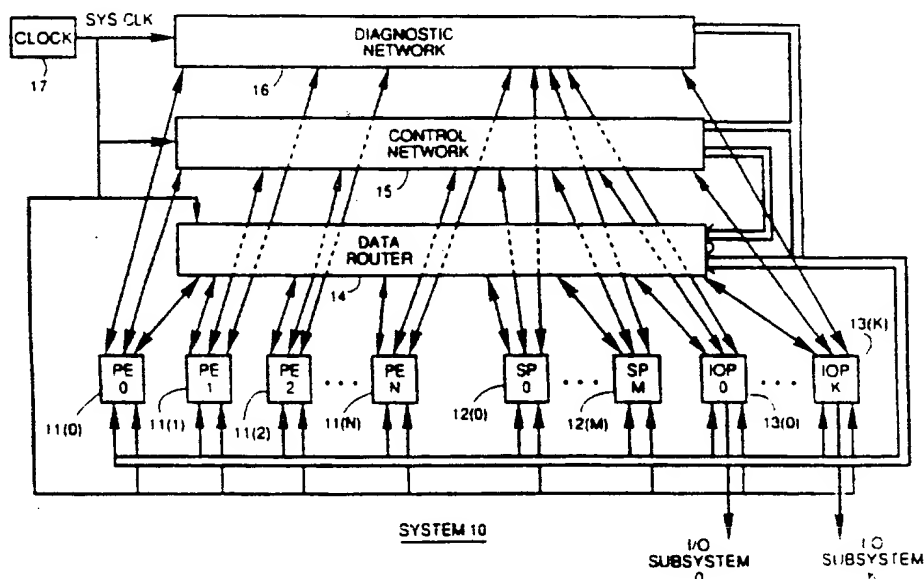 SYS CLK
CLOCK
17
DIAGNOSTIC
NETWORK
16
CONTROL
NETWORK
15
DATA
ROUTER
14
13(K)
PE
0
PE
1
PE
2
PE
N
SP
0
SP
M
IOP
0
IOP
K
11(0)
11(1)
11(2)
11(N)
12(0)
12(M)
13(0)
SYSTEM 10
I/O
SUBSYSTEM
0
I O
SUBSYSTEM